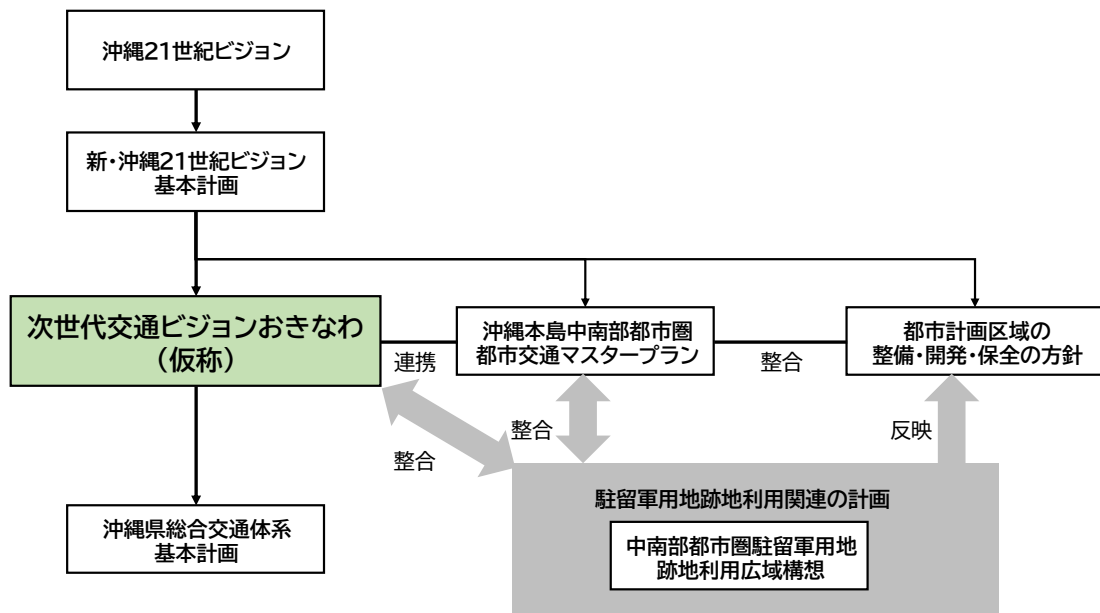 沖縄21世紀ビジョン
新・沖縄21世紀ビジョン
基本計画
次世代交通ビジョンおきなわ
（仮称）
連携
沖縄本島中南部都市圏
都市交通マスタープラン
整合
都市計画区域の
整備・開発・保全の方針
整合
整合
反映
駐留軍用地跡地利用関連の計画
中南部都市圏駐留軍用地
跡地利用広域構想
沖縄県総合交通体系
基本計画